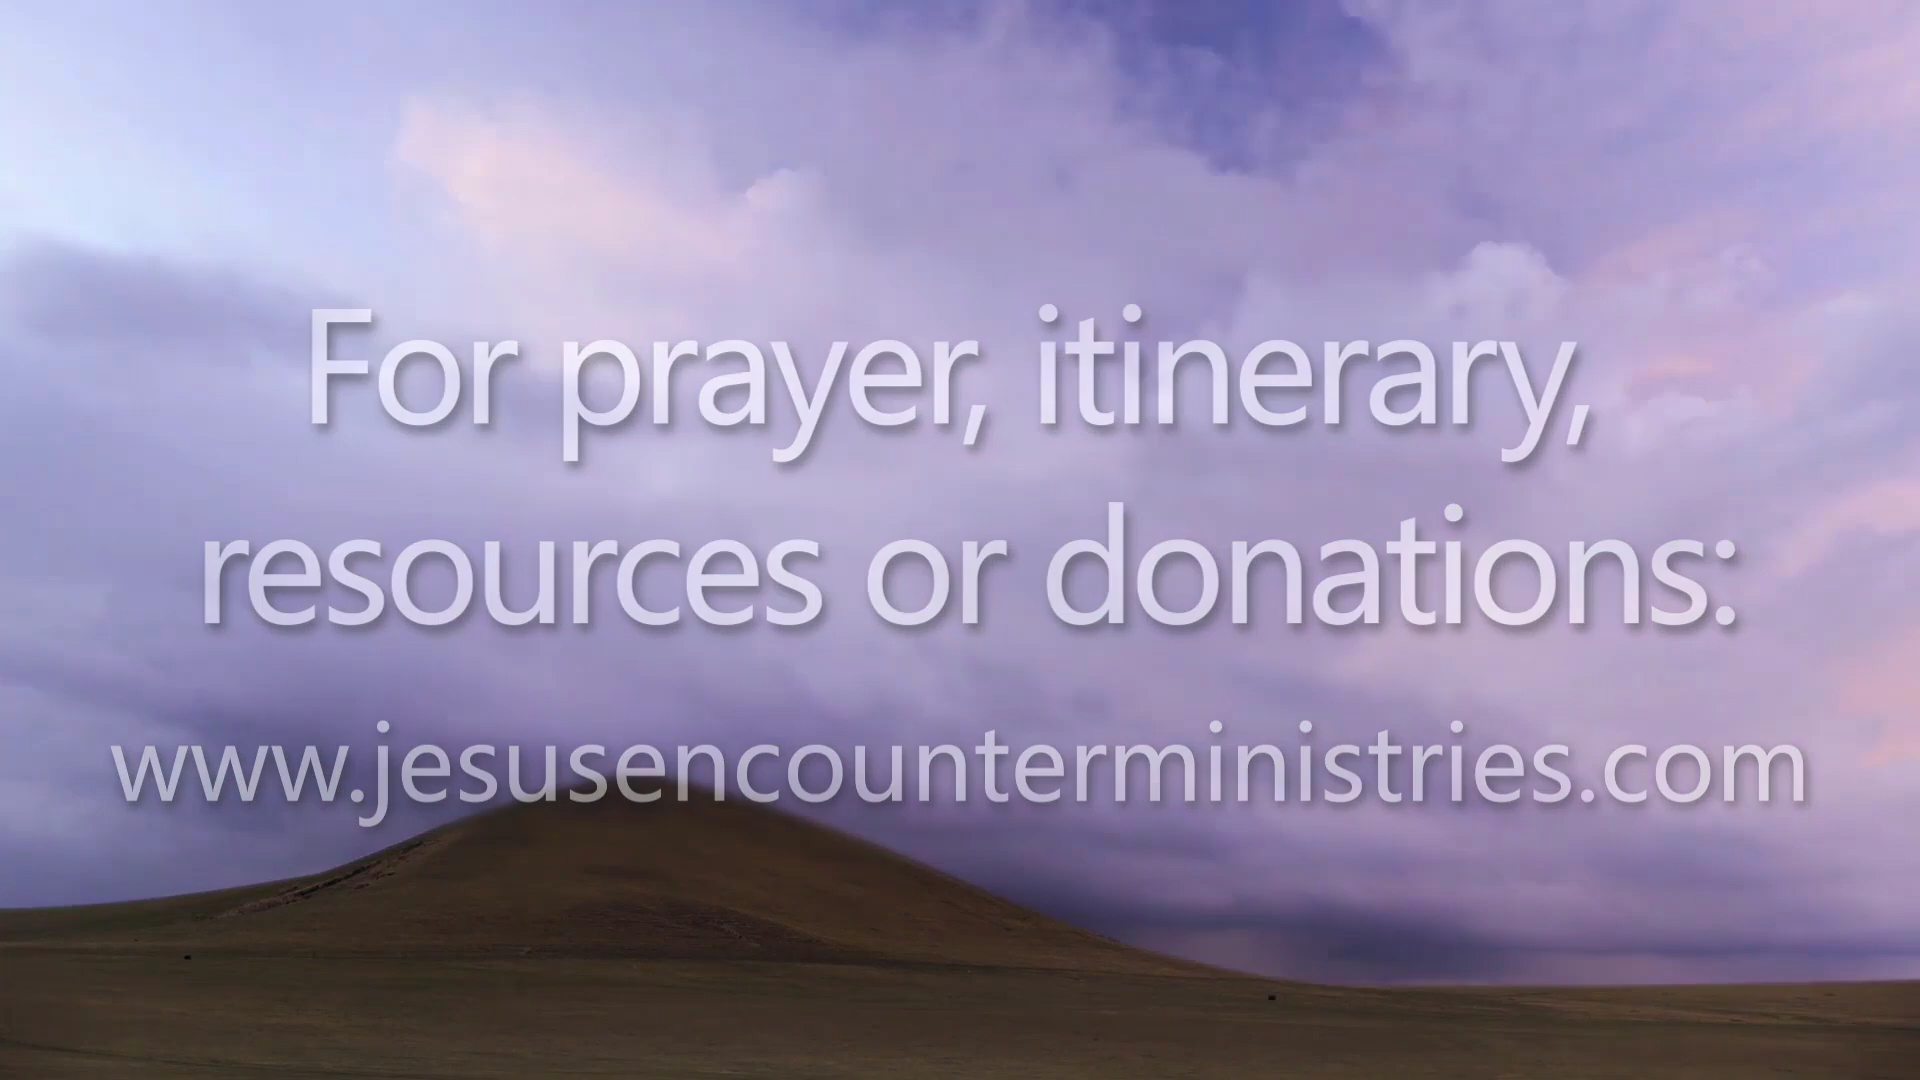 For prayer, itinerary,
resources or donations:
www.jesusencounterministries.com